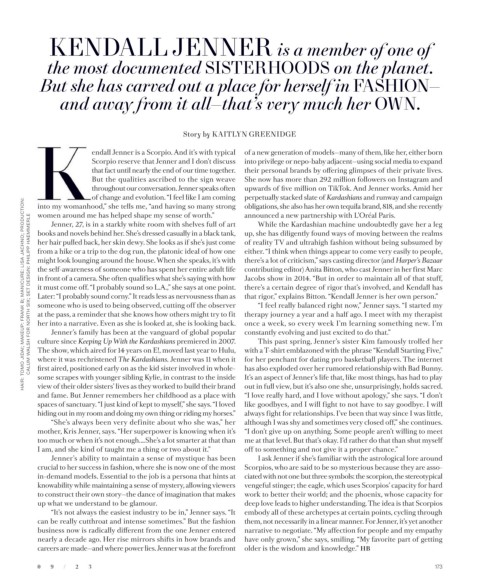 KENDALL JENNER is a member of one of
the most documented SISTERHOODS on the planet.
But she has carved out a place for herself in FASHION—
and away from it all—that's very much her OWN.
Story by KAITLYN GREENIDGE
Kendall Jenner is a Scorpio. And it's with typical
Scorpio reserve that Jenner and I don't discuss
that fact until nearly the end of our time together.
But the qualities ascribed to the sign weave
throughout our conversation. Jenner speaks often
of change and evolution. "I feel like I am coming
into my womanhood," she tells me, "and having so many strong
women around me has helped shape my sense of worth."
Jenner, 27, is in a starkly white room with shelves full of art
books and novels behind her. She's dressed casually in a black tank,
her hair pulled back, her skin dewy. She looks as if she's just come
from a hike or a trip to the dog run, the platonic ideal of how one
might look lounging around the house. When she speaks, it's with
the self-awareness of someone who has spent her entire adult life
in front of a camera. She often qualifies what she's saying with how
it must come off. "I probably sound so L.A.," she says at one point.
Later: "I probably sound corny." It reads less as nervousness than as
someone who is used to being observed, cutting off the observer
at the pass, a reminder that she knows how others might try to fit
her into a narrative. Even as she is looked at, she is looking back.
Jenner's family has been at the vanguard of global popular
culture since Keeping Up With the Kardashians premiered in 2007.
The show, which aired for 14 years on E!, moved last year to Hulu,
where it was rechristened The Kardashians. Jenner was 11 when it
first aired, positioned early on as the kid sister involved in whole-
some scrapes with younger sibling Kylie, in contrast to the inside
view of their older sisters' lives as they worked to build their brand
and fame. But Jenner remembers her childhood as a place with
spaces of sanctuary. "I just kind of kept to myself," she says. "I loved
hiding out in my room and doing my own thing or riding my horses."
"She's always been very definite about who she was," her
mother, Kris Jenner, says. "Her superpower is knowing when it's
too much or when it's not enough....She's a lot smarter at that than
I am, and she kind of taught me a thing or two about it."
Jenner's ability to maintain a sense of mystique has been
crucial to her success in fashion, where she is now one of the most
in-demand models. Essential to the job is a persona that hints at
knowability while maintaining a sense of mystery, allowing viewers
to construct their own story—the dance of imagination that makes
up what we understand to be glamour.
"It's not always the easiest industry to be in," Jenner says. "It
can be really cutthroat and intense sometimes." But the fashion
business now is radically different from the one Jenner entered
nearly a decade ago. Her rise mirrors shifts in how brands and
careers are made—and where power lies. Jenner was at the forefront
of a new generation of models—many of them, like her, either born
into privilege or nepo-baby adjacent—using social media to expand
their personal brands by offering glimpses of their private lives.
She now has more than 292 million followers on Instagram and
upwards of five million on TikTok. And Jenner works. Amid her
perpetually stacked slate of Kardashians and runway and campaign
obligations, she also has her own tequila brand, 818, and she recently
announced a new partnership with L'Oréal Paris.
While the Kardashian machine undoubtedly gave her a leg
up, she has diligently found ways of moving between the realms
of reality TV and ultrahigh fashion without being subsumed by
either. "I think when things appear to come very easily to people,
there's a lot of criticism," says casting director (and Harper's Bazaar
contributing editor) Anita Bitton, who cast Jenner in her first Marc
Jacobs show in 2014. "But in order to maintain all of that stuff,
there's a certain degree of rigor that's involved, and Kendall has
that rigor," explains Bitton. "Kendall Jenner is her own person."
"I feel really balanced right now," Jenner says. "I started my
therapy journey a year and a half ago. I meet with my therapist
once a week, so every week I'm learning something new. I'm
constantly evolving and just excited to do that."
This past spring, Jenner's sister Kim famously trolled her
with a T-shirt emblazoned with the phrase "Kendall Starting Five,"
for her penchant for dating pro basketball players. The internet
has also exploded over her rumored relationship with Bad Bunny.
It's an aspect of Jenner's life that, like most things, has had to play
out in full view, but it's also one she, unsurprisingly, holds sacred.
"I love really hard, and I love without apology," she says. "I don't
like goodbyes, and I will fight to not have to say goodbye. I will
always fight for relationships. I've been that way since I was little,
although I was shy and sometimes very closed off," she continues.
"I don't give up on anything. Some people aren't willing to meet
me at that level. But that's okay. I'd rather do that than shut myself
off to something and not give it a proper chance."
I ask Jenner if she's familiar with the astrological lore around
Scorpios, who are said to be so mysterious because they are asso-
ciated with not one but three symbols: the scorpion, the stereotypical
vengeful stinger; the eagle, which uses Scorpios' capacity for hard
work to better their world; and the phoenix, whose capacity for
deep love leads to higher understanding. The idea is that Scorpios
embody all of these archetypes at certain points, cycling through
them, not necessarily in a linear manner. For Jenner, it's yet another
narrative to negotiate. "My affection for people and my empathy
have only grown," she says, smiling. "My favorite part of getting
older is the wisdom and knowledge." HB
09/23
173